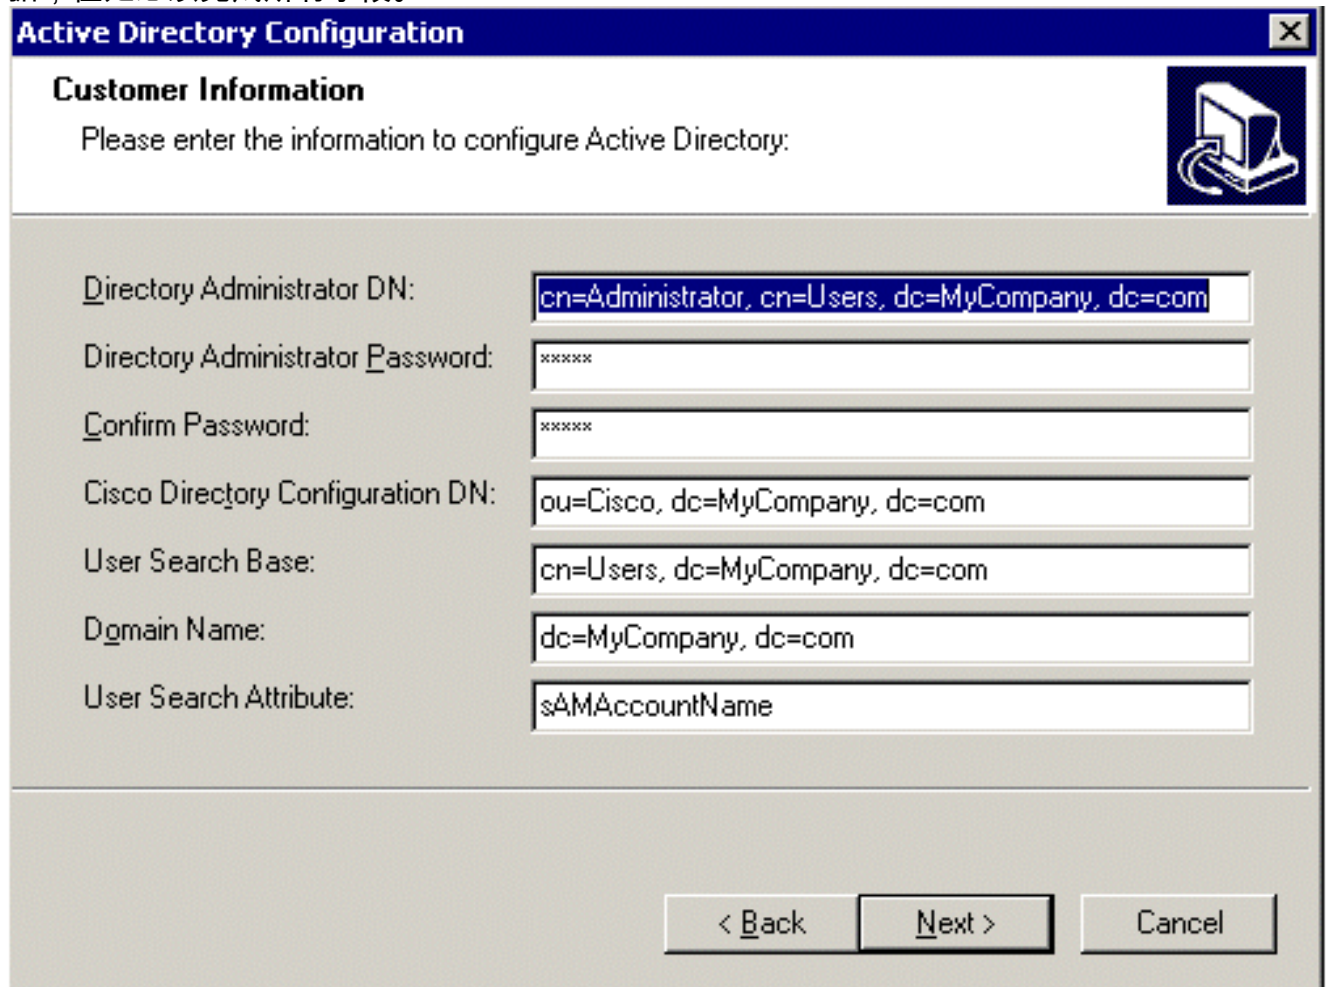 Active Directory Configuration
Customer Information
Please enter the information to configure Active Directory:
Directory Administrator DN:
cn=Administrator, cn=Users, dc=MyCompany, dc=com
Directory Administrator Password:
xxxxx
Confirm Password:
xxxxx
Cisco Directory Configuration DN:
ou=Cisco, dc=MyCompany, dc=com
User Search Base:
cn=Users, dc=MyCompany, dc=com
Domain Name:
dc=MyCompany, dc=com
User Search Attribute:
sAMAccountName
< Back
Next >
Cancel